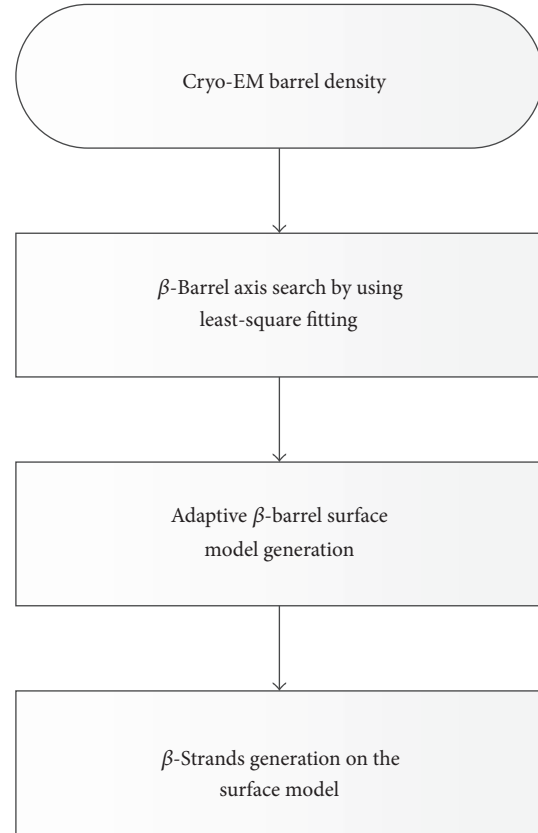 Cryo-EM barrel density
β-Barrel axis search by using
least-square fitting
Adaptive β-barrel surface
model generation
β-Strands generation on the
surface model